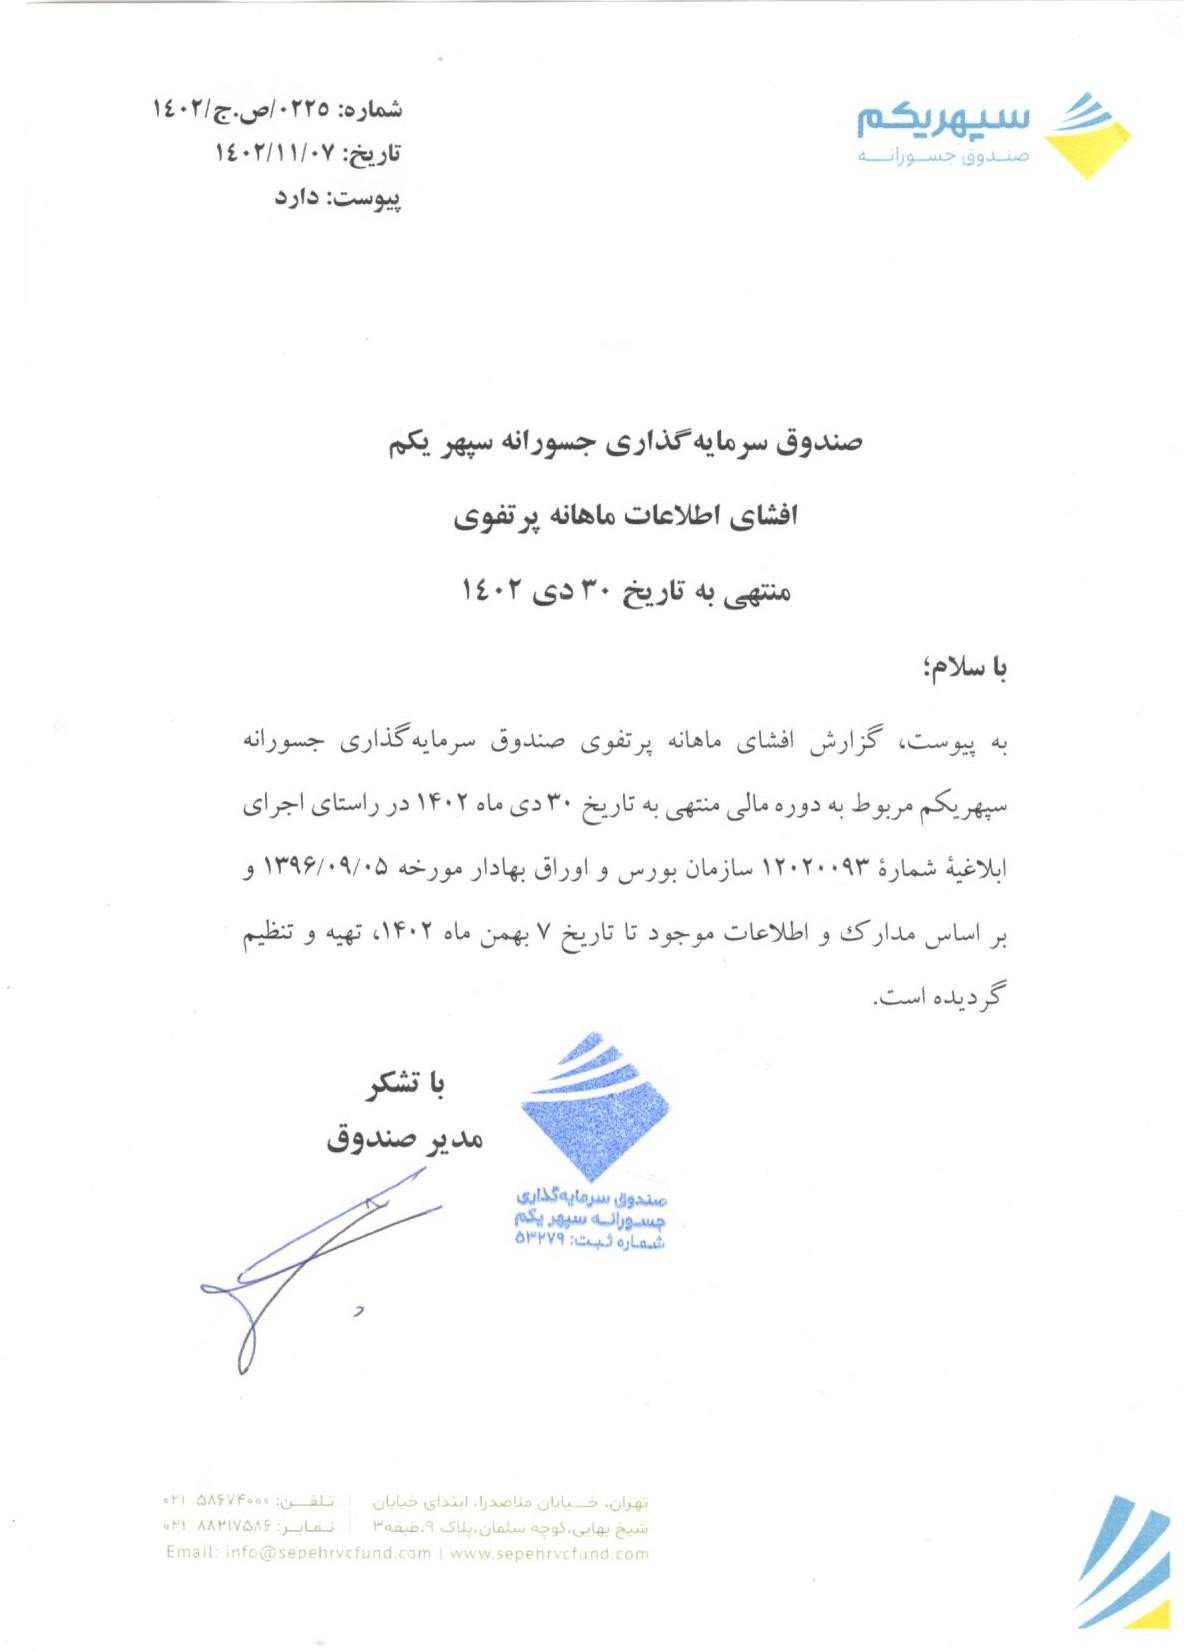 سپهریکم
صندوق جسورانه
شماره: ۰۲۲۵/ص.ج/۱٤۰۲
تاریخ: ۱٤۰۲/۱۱/۰۷
پیوست: دارد
صندوق سرمایه‌گذاری جسورانه سپهر یکم
افشای اطلاعات ماهانه پرتفوی
منتهی به تاریخ ۳۰ دی ۱٤۰۲
با سلام؛
به پیوست، گزارش افشای ماهانه پرتفوی صندوق سرمایه‌گذاری جسورانه
سپهریکم مربوط به دوره مالی منتهی به تاریخ ۳۰ دی ماه ۱۴۰۲ در راستای اجرای
ابلاغیۀ شمارۀ ۱۲۰۲۰۰۹۳ سازمان بورس و اوراق بهادار مورخه ۱۳۹۶/۰۹/۰۵ و
بر اساس مدارک و اطلاعات موجود تا تاریخ ۷ بهمن ماه ۱۴۰۲، تهیه و تنظیم
گردیده است.
با تشکر
مدیر صندوق
صندوق سرمایه‌گذاری
جسورانه سپهر یکم
شماره ثبت: ۵۳۲۷۹
تهران، خیابان ملاصدرا، ابتدای خیابان | تلفن: ۵۸۶۷۴۰۰۰ ۰۲۱
شیخ بهایی،کوچه سلمان،پلاک ۹،طبقه۳ | نمابر: ۸۸۲۱۷۵۸۶ ۰۲۱
Email: info@sepehrvcfund.com | www.sepehrvcfund.com